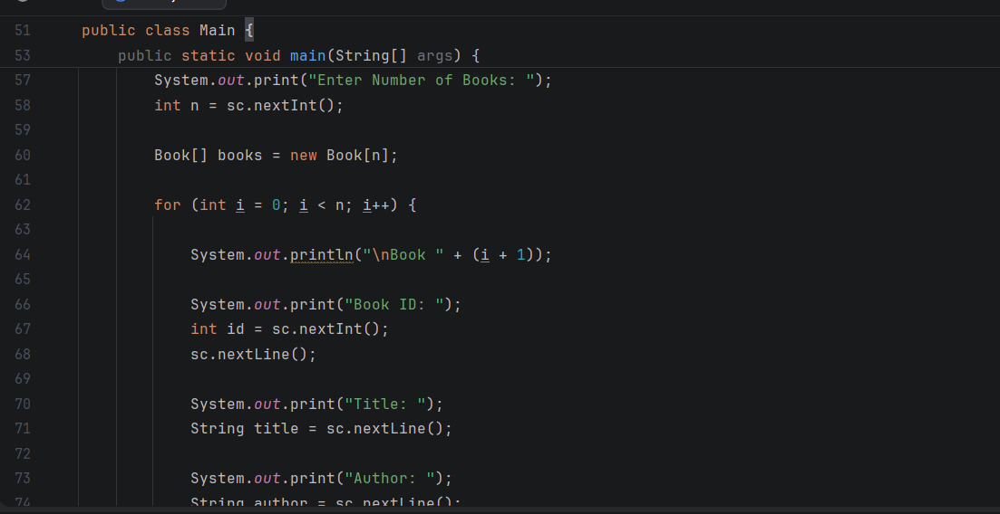 51 public class Main {
53 public static void main(String[] args) {
57 System.out.print("Enter Number of Books: ");
58 int n = sc.nextInt();
59
60 Book[] books = new Book[n];
61
62 for (int i = 0; i < n; i++) {
63
64 System.out.println("\nBook " + (i + 1));
65
66 System.out.print("Book ID: ");
67 int id = sc.nextInt();
68 sc.nextLine();
69
70 System.out.print("Title: ");
71 String title = sc.nextLine();
72
73 System.out.print("Author: ");
74 String author = sc.nextLine();